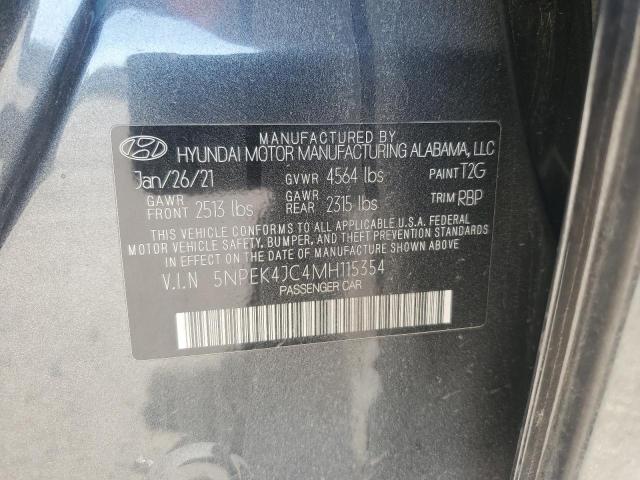 MANUFACTURED BY
HYUNDAI MOTOR MANUFACTURING ALABAMA, LLC
Jan/26/21 GVWR 4564 lbs PAINT T2G
GAWR FRONT 2513 lbs GAWR REAR 2315 lbs TRIM RBP
THIS VEHICLE CONFORMS TO ALL APPLICABLE U.S.A. FEDERAL
MOTOR VEHICLE SAFETY, BUMPER, AND THEFT PREVENTION
STANDARDS IN EFFECT ON THE DATE OF MANUFACTURE SHOWN ABOVE.
V.I.N 5NPEK4JC4MH115354
PASSENGER CAR